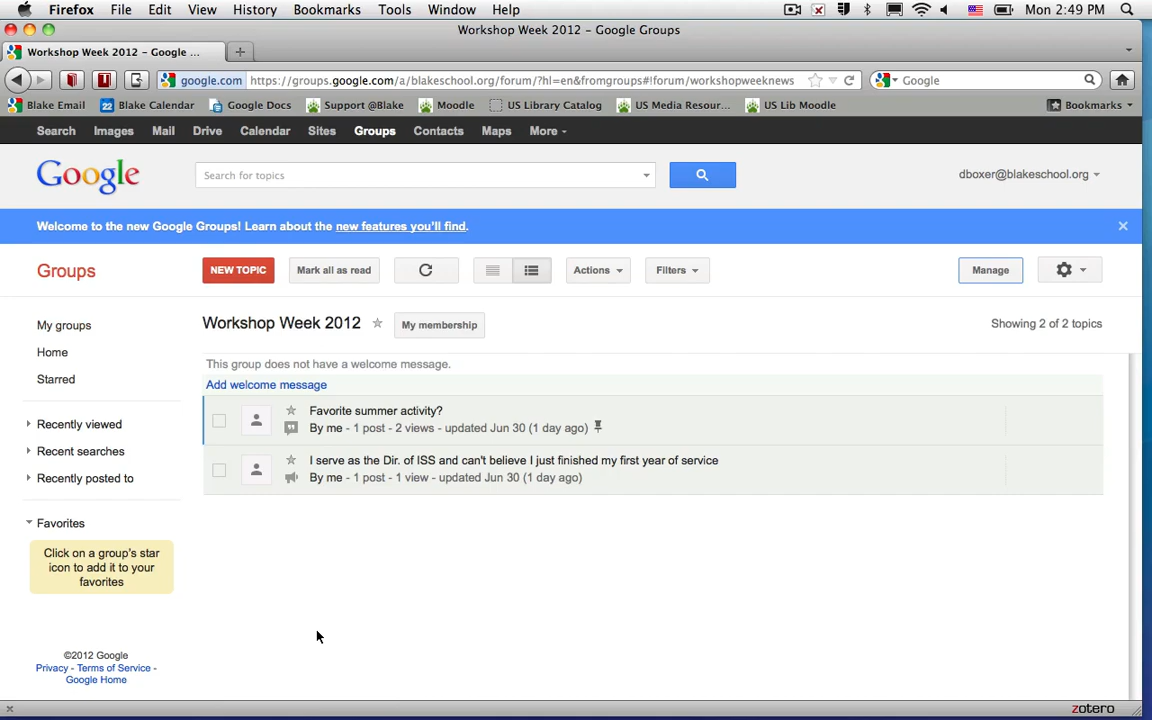 Firefox File Edit View History Bookmarks Tools Window Help Mon 2:49 PM
Workshop Week 2012 - Google Groups
Workshop Week 2012 - Google ...
google.com https://groups.google.com/a/blakeschool.org/forum/?hl=en&fromgroups#!forum/workshopweeknews Google
Blake Email 22 Blake Calendar Google Docs Support @Blake Moodle US Library Catalog US Media Resour... US Lib Moodle Bookmarks
Search Images Mail Drive Calendar Sites Groups Contacts Maps More
Google Search for topics dboxer@blakeschool.org
Welcome to the new Google Groups! Learn about the new features you'll find.
Groups NEW TOPIC Mark all as read Actions Filters Manage
My groups
Home
Starred
Recently viewed
Recent searches
Recently posted to
Favorites
Click on a group's star
icon to add it to your
favorites
©2012 Google
Privacy - Terms of Service -
Google Home
Workshop Week 2012 My membership Showing 2 of 2 topics
This group does not have a welcome message.
Add welcome message
Favorite summer activity?
By me - 1 post - 2 views - updated Jun 30 (1 day ago)
I serve as the Dir. of ISS and can't believe I just finished my first year of service
By me - 1 post - 1 view - updated Jun 30 (1 day ago)
zotero